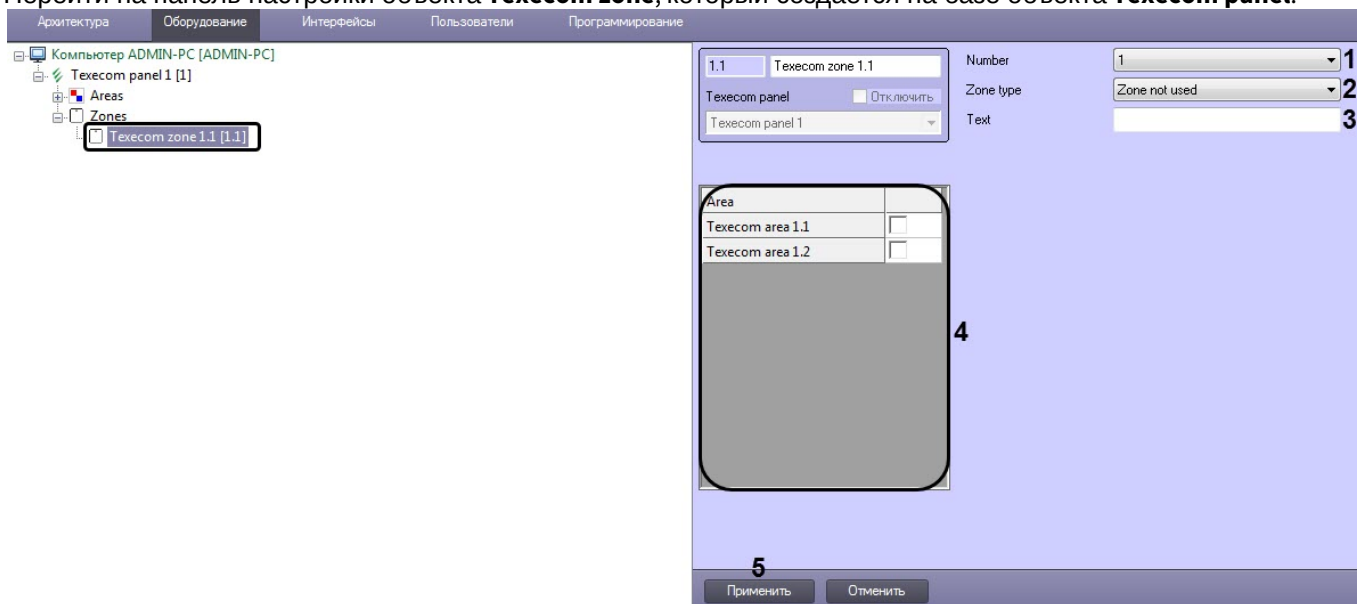 Перейти на панель настройки объекта Texecom zone, который создается на базе объекта Texecom panel.
Архитектура Оборудование Интерфейсы Пользователи Программирование
Компьютер ADMIN-PC [ADMIN-PC]
Texecom panel 1 [1]
Areas
Zones
Texecom zone 1.1 [1.1]
1.1 Texecom zone 1.1
Texecom panel Отключить
Texecom panel 1
Number 1 1
Zone type Zone not used 2
Text 3
Area
Texecom area 1.1
Texecom area 1.2
4
5
Применить Отменить